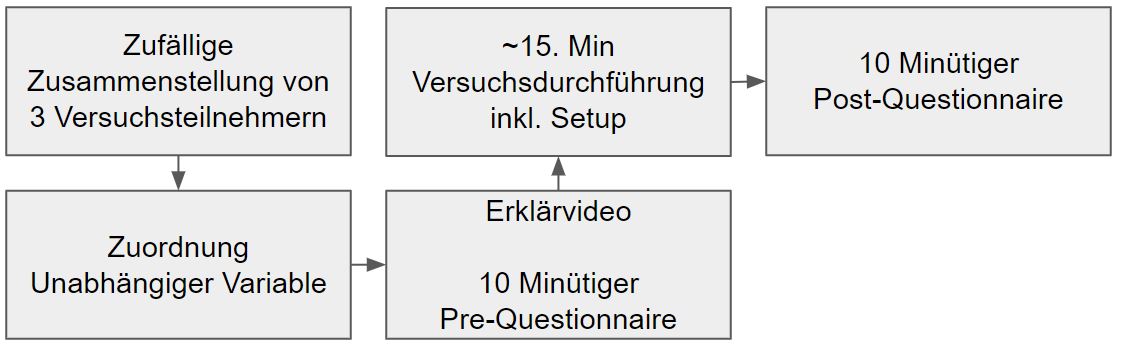 Zufällige
Zusammenstellung von
3 Versuchsteilnehmern
Zuordnung
Unabhängiger Variable
Erklärvideo
10 Minütiger
Pre-Questionnaire
~15. Min
Versuchsdurchführung
inkl. Setup
10 Minütiger
Post-Questionnaire